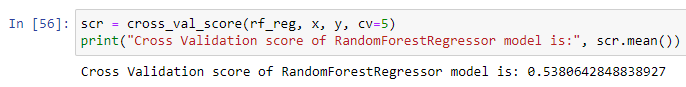 In [56]: scr = cross_val_score(rf_reg, x, y, cv=5)
print("Cross Validation score of RandomForestRegressor model is:", scr.mean())
Cross Validation score of RandomForestRegressor model is: 0.5380642848838927